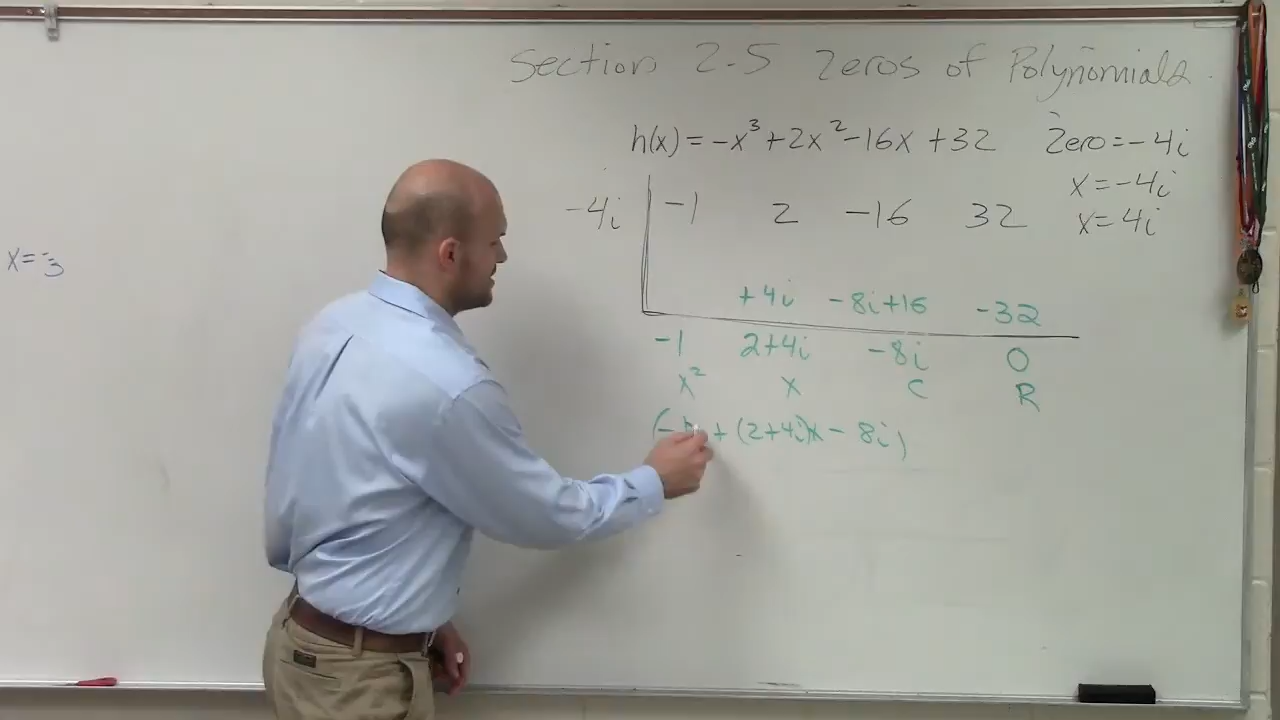 Section 2.5 Zeros of Polynomials.
h(x) = -x³ + 2x² - 16x + 32 Zero = -4i
x = -4i
-4i -1 2 -16 32 x = 4i
x = -3
+4i -8i+16 -32
-1 2+4i -8i 0
x² x C R
(- + (2+4i)x - 8i)